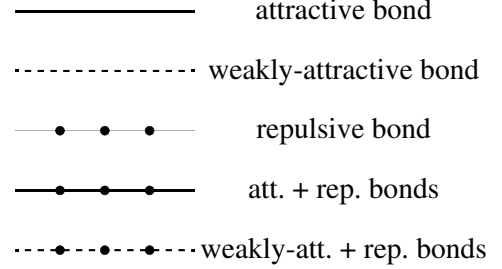 attractive bond
weakly-attractive bond
repulsive bond
att. + rep. bonds
weakly-att. + rep. bonds